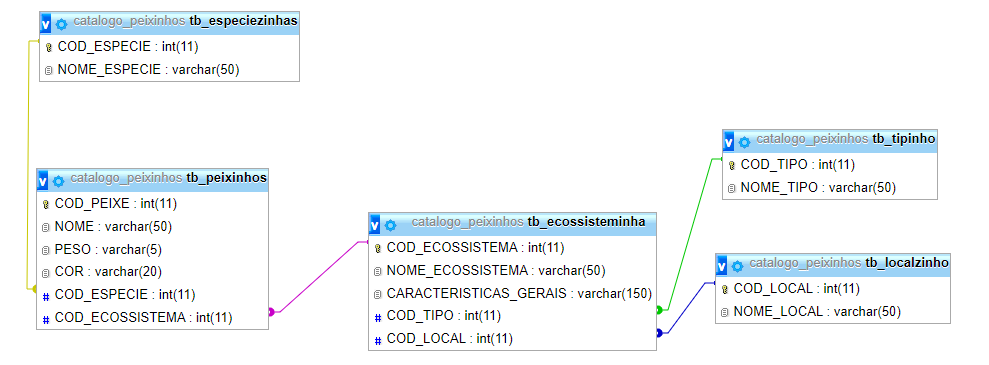 catalogo_peixinhos tb_especiezinhas
COD_ESPECIE : int(11)
NOME_ESPECIE : varchar(50)
catalogo_peixinhos tb_peixinhos
COD_PEIXE : int(11)
NOME : varchar(50)
PESO : varchar(5)
COR : varchar(20)
# COD_ESPECIE : int(11)
# COD_ECOSSISTEMA : int(11)
catalogo_peixinhos tb_ecossisteminha
COD_ECOSSISTEMA : int(11)
NOME_ECOSSISTEMA : varchar(50)
CARACTERISTICAS_GERAIS : varchar(150)
# COD_TIPO : int(11)
# COD_LOCAL : int(11)
catalogo_peixinhos tb_tipinho
COD_TIPO : int(11)
NOME_TIPO : varchar(50)
catalogo_peixinhos tb_localzinho
COD_LOCAL : int(11)
NOME_LOCAL : varchar(50)